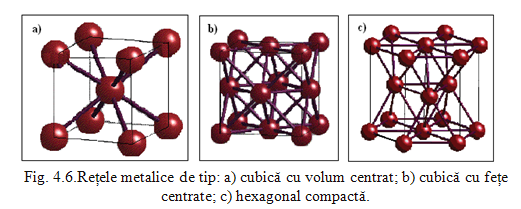 a)
b)
c)
Fig. 4.6.Rețele metalice de tip: a) cubică cu volum centrat; b) cubică cu fețe
centrate; c) hexagonal compactă.